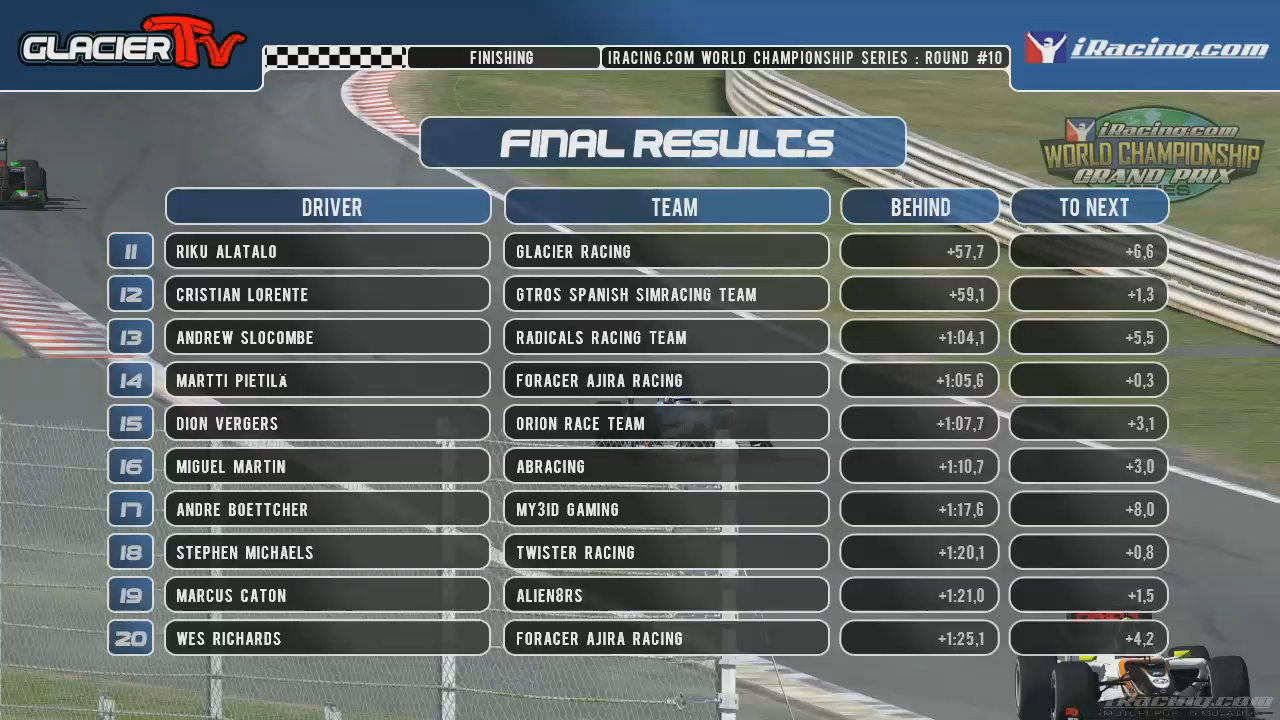 GLACIERTV
FINISHING
IRACING.COM WORLD CHAMPIONSHIP SERIES : ROUND #10
iRacing.com
FINAL RESULTS
iRacing.com
WORLD CHAMPIONSHIP
GRAND PRIX
SERIES
DRIVER TEAM BEHIND TO NEXT
11 RIKU ALATALO GLACIER RACING +57,7 +6,6
12 CRISTIAN LORENTE GTROS SPANISH SIMRACING TEAM +59,1 +1,3
13 ANDREW SLOCOMBE RADICALS RACING TEAM +1:04,1 +5,5
14 MARTTI PIETILÄ FORACER AJIRA RACING +1:05,6 +0,3
15 DION VERGERS ORION RACE TEAM +1:07,7 +3,1
16 MIGUEL MARTIN ABRACING +1:10,7 +3,0
17 ANDRE BOETTCHER MY3ID GAMING +1:17,6 +8,0
18 STEPHEN MICHAELS TWISTER RACING +1:20,1 +0,8
19 MARCUS CATON ALIEN8RS +1:21,0 +1,5
20 WES RICHARDS FORACER AJIRA RACING +1:25,1 +4,2
iRacing.com